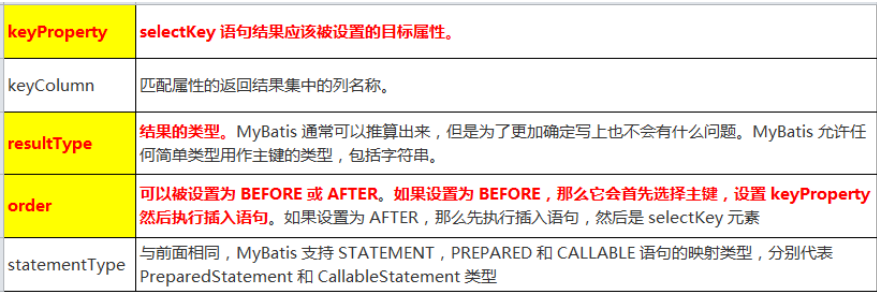 keyProperty selectKey 语句结果应该被设置的目标属性。
keyColumn 匹配属性的返回结果集中的列名称。
resultType 结果的类型。MyBatis 通常可以推算出来，但是为了更加确定写上也不会有什么问题。MyBatis 允许任
何简单类型用作主键的类型，包括字符串。
order 可以被设置为 BEFORE 或 AFTER。如果设置为 BEFORE，那么它会首先选择主键，设置 keyProperty
然后执行插入语句。如果设置为 AFTER，那么先执行插入语句，然后是 selectKey 元素
statementType 与前面相同，MyBatis 支持 STATEMENT，PREPARED 和 CALLABLE 语句的映射类型，分别代表
PreparedStatement 和 CallableStatement 类型